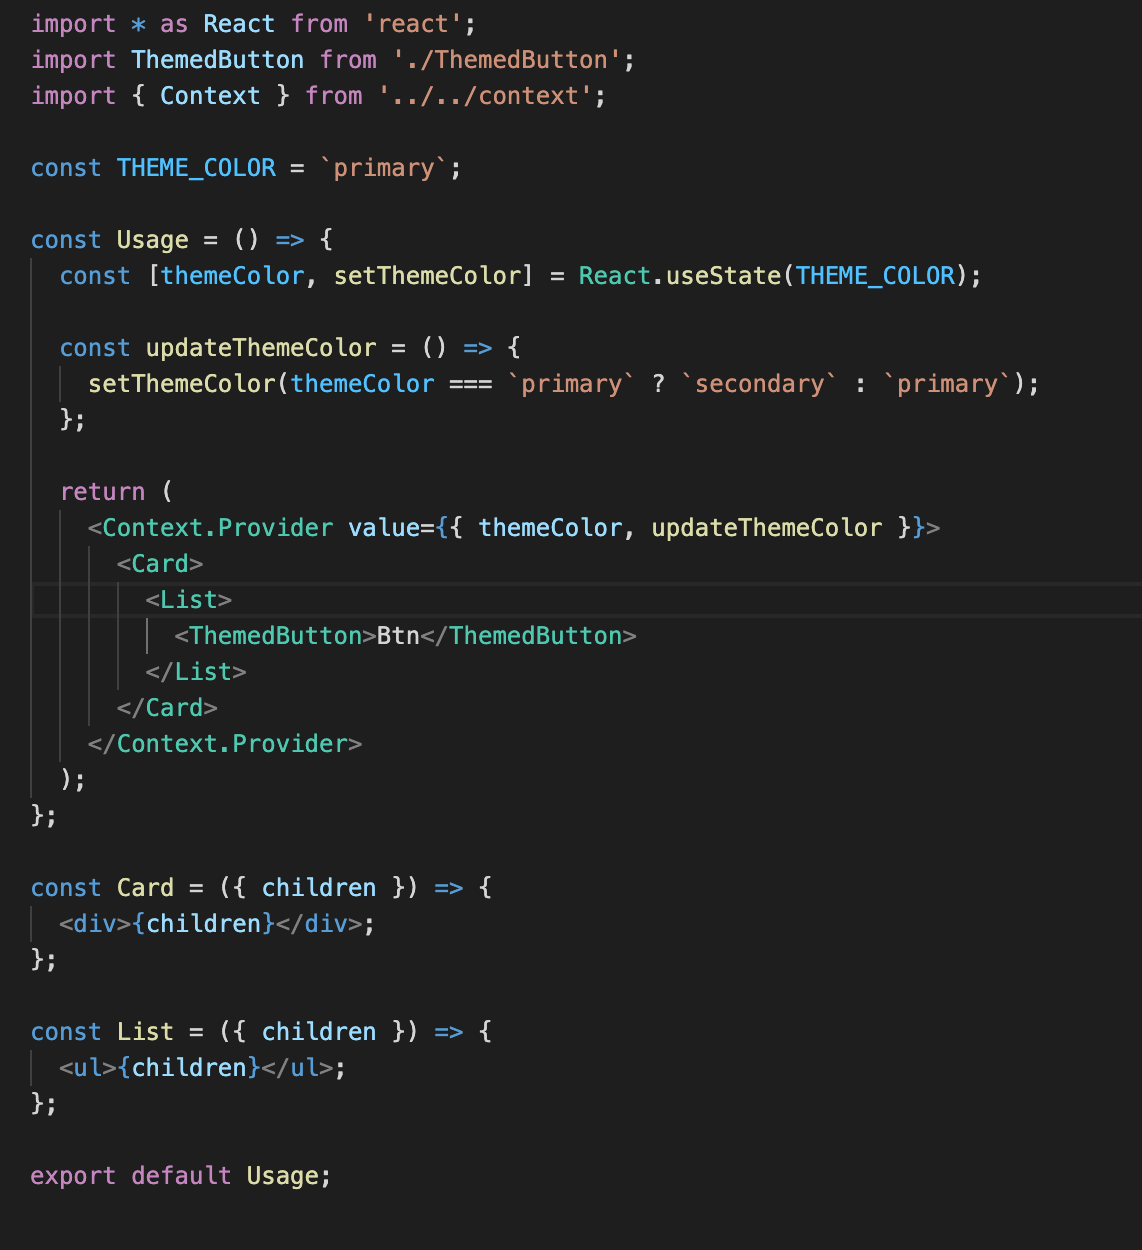 import * as React from 'react';
import ThemedButton from './ThemedButton';
import { Context } from '../../context';

const THEME_COLOR = `primary`;

const Usage = () => {
  const [themeColor, setThemeColor] = React.useState(THEME_COLOR);

  const updateThemeColor = () => {
    setThemeColor(themeColor === `primary` ? `secondary` : `primary`);
  };

  return (
    <Context.Provider value={{ themeColor, updateThemeColor }}>
      <Card>
        <List>
          <ThemedButton>Btn</ThemedButton>
        </List>
      </Card>
    </Context.Provider>
  );
};

const Card = ({ children }) => {
  <div>{children}</div>;
};

const List = ({ children }) => {
  <ul>{children}</ul>;
};

export default Usage;